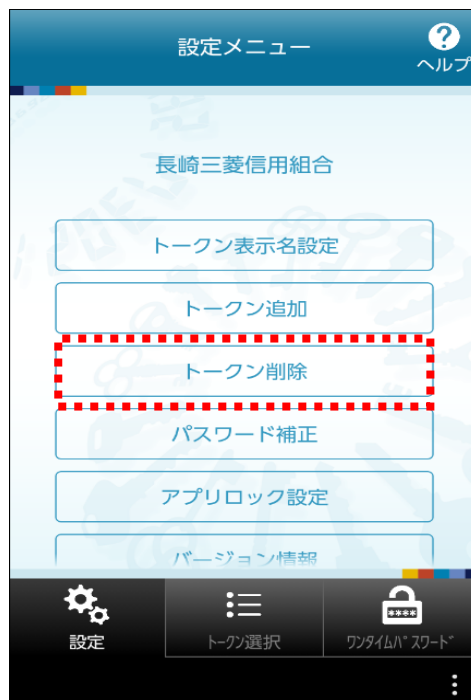 設定メニュー
?
ヘルプ
長崎三菱信用組合
トークン表示名設定
トークン追加
トークン削除
パスワード補正
アプリロック設定
バージョン情報
****
設定
トークン選択
ﾜﾝﾀｲﾑﾊﾟｽﾜｰﾄﾞ